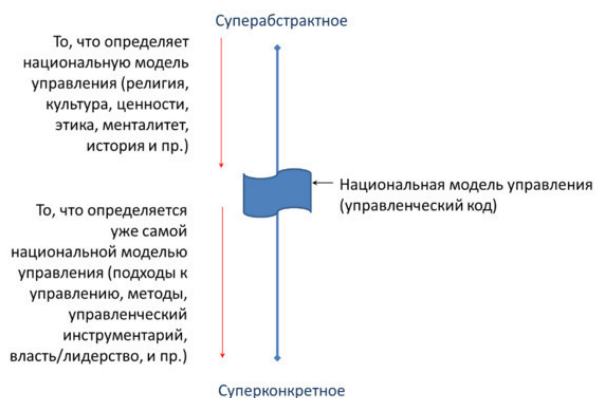 Суперабстрактное
То, что определяет
национальную модель
управления (религия,
культура, ценности,
этика, менталитет,
история и пр.)
Национальная модель управления
(управленческий код)
То, что определяется
уже самой
национальной моделью
управления (подходы к
управлению, методы,
управленческий
инструментарий,
власть/лидерство, и пр.)
Суперконкретное